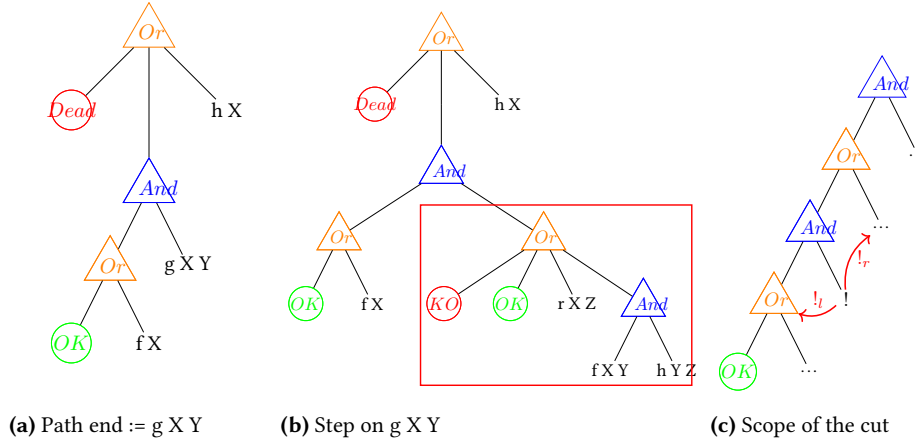 Or
Dead
h X
And
Or
g X Y
OK
f X
(a) Path end := g X Y
Or
Dead
h X
And
Or
Or
OK
f X
KO
OK
r X Z
And
f X Y
h Y Z
(b) Step on g X Y
And
.
Or
And
...
!r
Or
!l
!
OK
...
(c) Scope of the cut